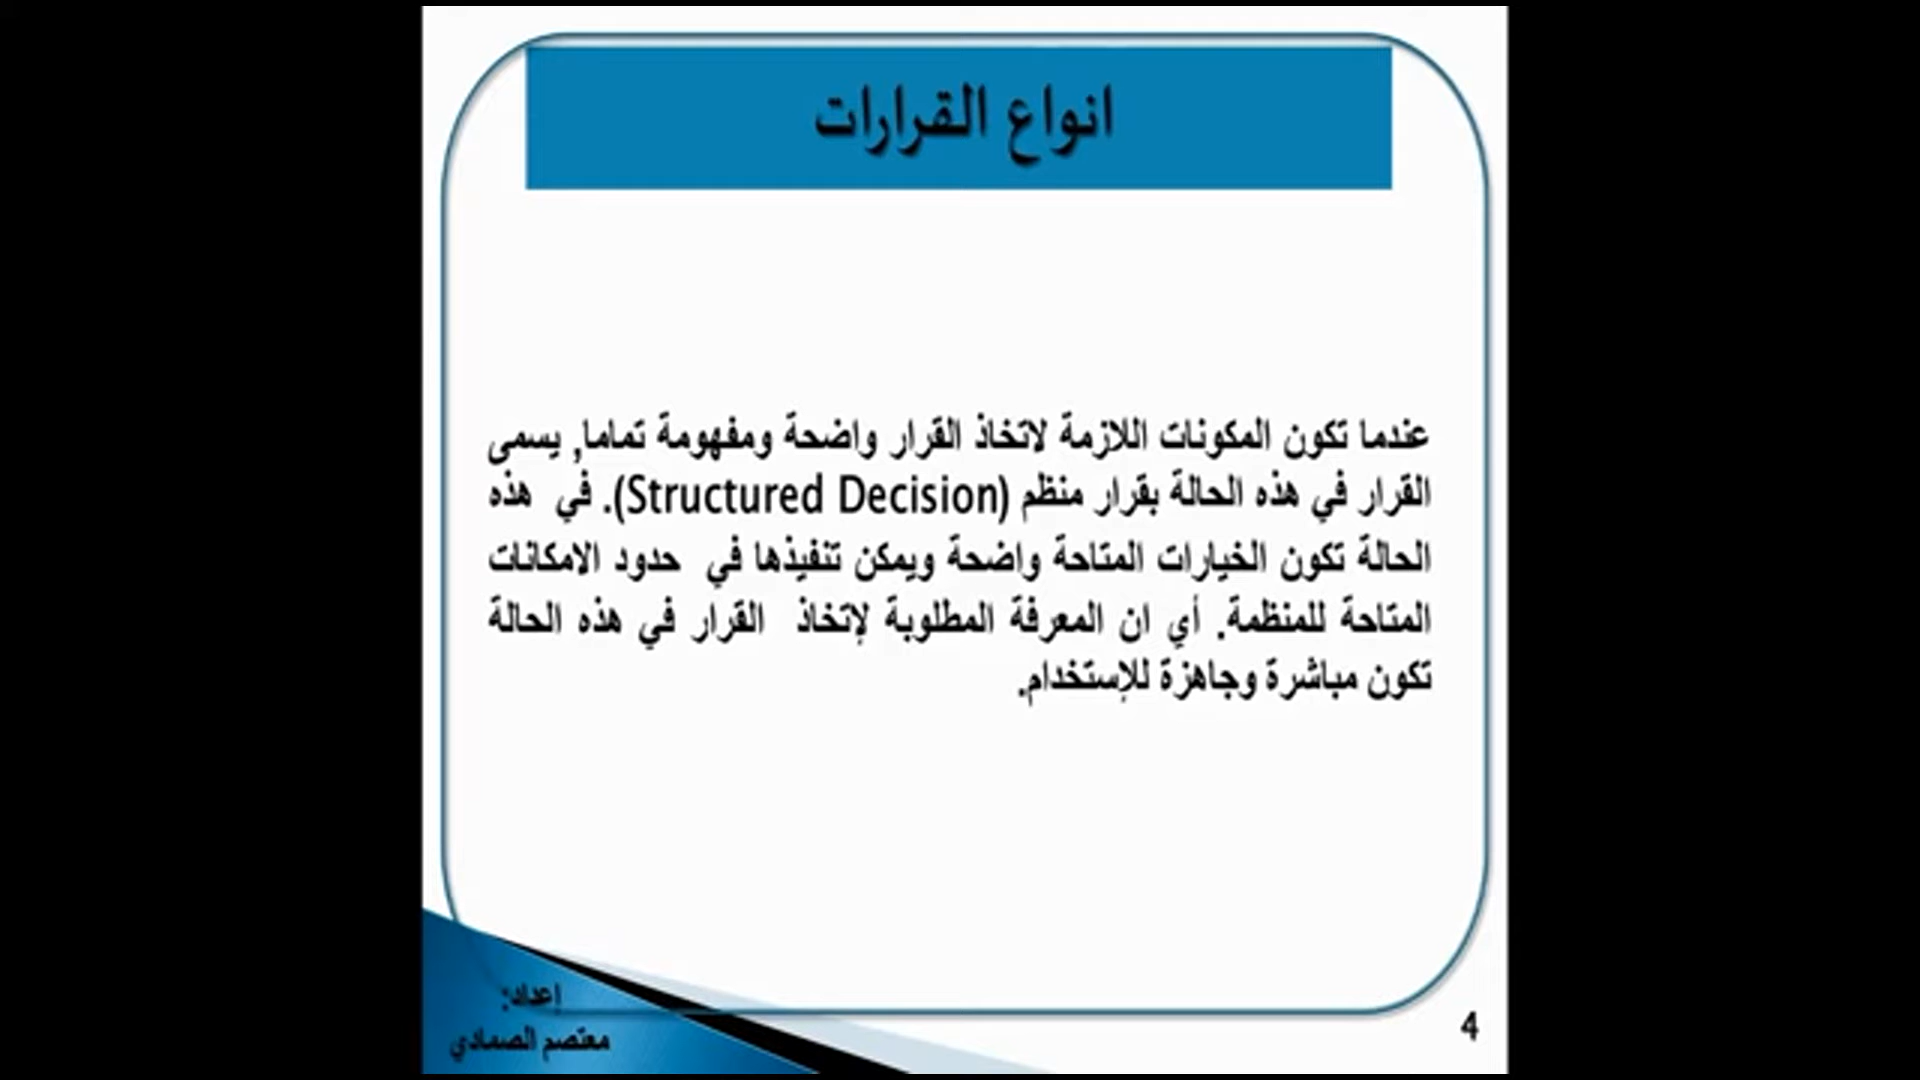 انواع القرارات
عندما تكون المكونات اللازمة لاتخاذ القرار واضحة ومفهومة تماما, يسمى
القرار في هذه الحالة بقرار منظم (Structured Decision). في هذه
الحالة تكون الخيارات المتاحة واضحة ويمكن تنفيذها في حدود الامكانات
المتاحة للمنظمة. أي ان المعرفة المطلوبة لإتخاذ القرار في هذه الحالة
تكون مباشرة وجاهزة للإستخدام.
إعداد:
معتصم الصمادي
4